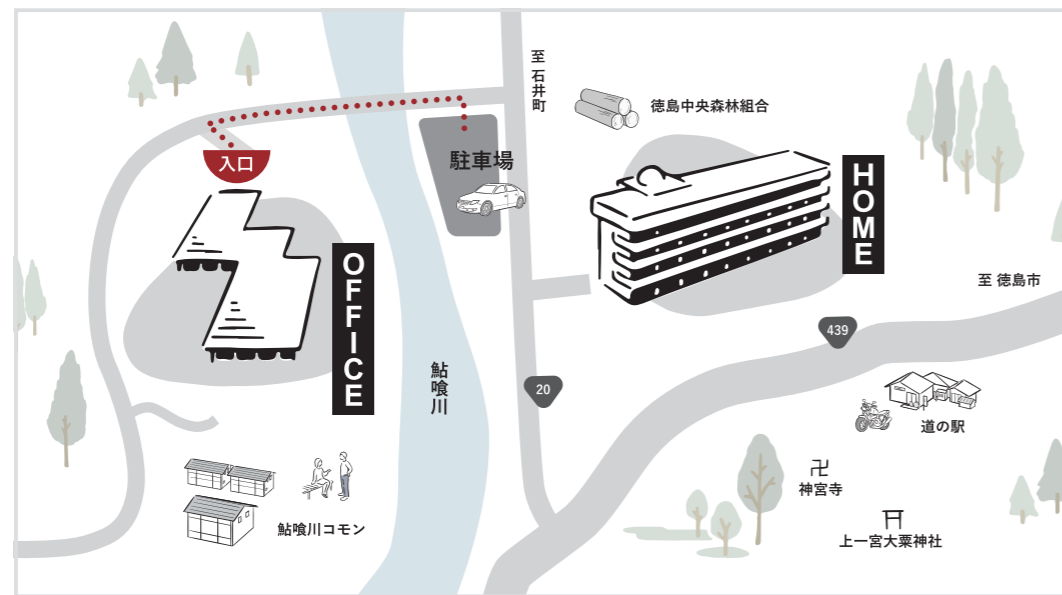 至 石井町
徳島中央森林組合
入口
駐車場
HOME
OFFICE
至 徳島市
439
鮎喰川
20
道の駅
卍
神宮寺
鮎喰川コモン
上一宮大粟神社